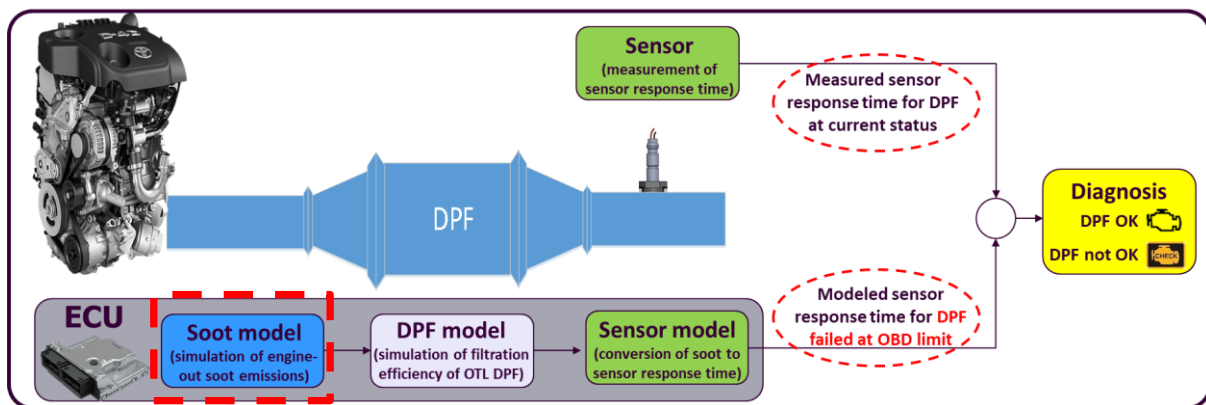 Sensor
(measurement of
sensor response time)
Measured sensor
response time for DPF
at current status
DPF
Diagnosis
DPF OK
DPF not OK
CHECK
ECU
Soot model
(simulation of engine-
out soot emissions)
DPF model
(simulation of filtration
efficiency of OTL DPF)
Sensor model
(conversion of soot to
sensor response time)
Modeled sensor
response time for DPF
failed at OBD limit